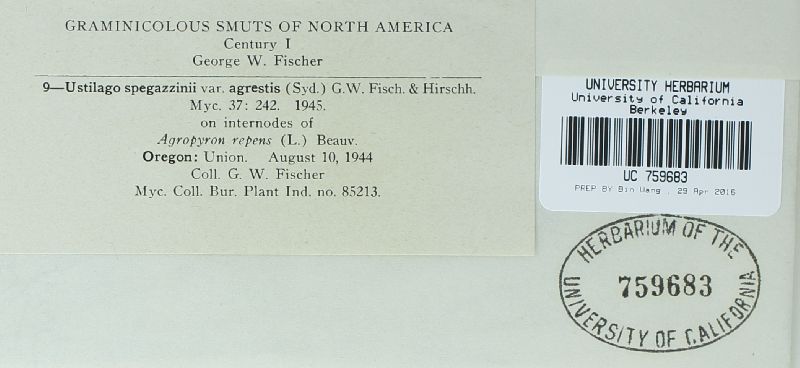 GRAMINICOLOUS SMUTS OF NORTH AMERICA
Century I
George W. Fischer
9—Ustilago spegazzinii var. agrestis (Syd.) G.W. Fisch. & Hirschh.
Myc. 37: 242. 1945.
on internodes of
Agropyron repens (L.) Beauv.
Oregon: Union. August 10, 1944
Coll. G. W. Fischer
Myc. Coll. Bur. Plant Ind. no. 85213.
UNIVERSITY HERBARIUM
University of California
Berkeley
UC 759683
PREP BY Bin Wang , 29 Apr 2016
HERBARIUM OF THE
759683
UNIVERSITY OF CALIFORNIA